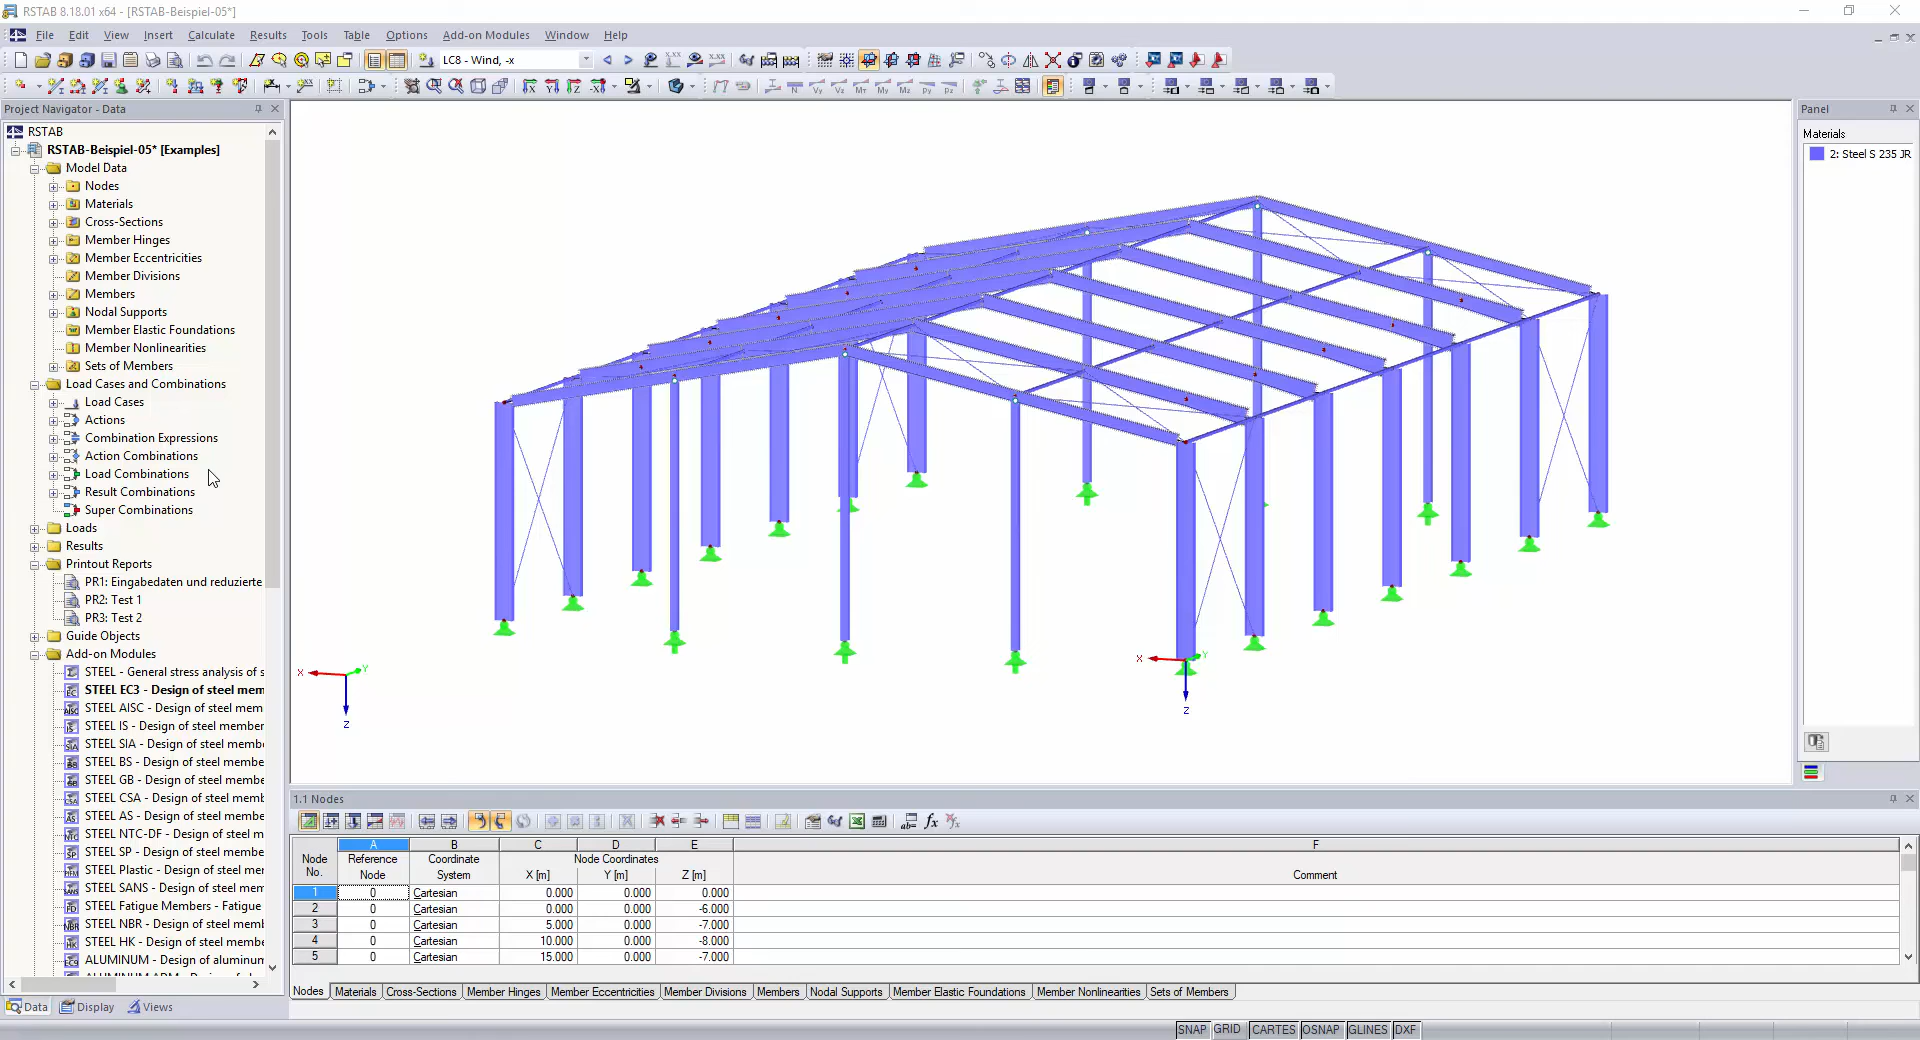 RSTAB 8.18.01 x64 - [RSTAB-Beispiel-05*]
File Edit View Insert Calculate Results Tools Table Options Add-on Modules Window Help
LC8 - Wind, -x
Project Navigator - Data
RSTAB
RSTAB-Beispiel-05* [Examples]
Model Data
Nodes
Materials
Cross-Sections
Member Hinges
Member Eccentricities
Member Divisions
Members
Nodal Supports
Member Elastic Foundations
Member Nonlinearities
Sets of Members
Load Cases and Combinations
Load Cases
Actions
Combination Expressions
Action Combinations
Load Combinations
Result Combinations
Super Combinations
Loads
Results
Printout Reports
PR1: Eingabedaten und reduzierte
PR2: Test 1
PR3: Test 2
Guide Objects
Add-on Modules
STEEL - General stress analysis of s
STEEL EC3 - Design of steel mem
STEEL AISC - Design of steel mem
STEEL IS - Design of steel member
STEEL SIA - Design of steel membe
STEEL BS - Design of steel membe
STEEL GB - Design of steel membe
STEEL CSA - Design of steel memb
STEEL AS - Design of steel membe
STEEL NTC-DF - Design of steel m
STEEL SP - Design of steel membe
STEEL Plastic - Design of steel mem
STEEL SANS - Design of steel mem
STEEL Fatigue Members - Fatigue
STEEL NBR - Design of steel memb
STEEL HK - Design of steel membe
ALUMINUM - Design of aluminum
Data Display Views
X Y Z
X Y Z
Panel
Materials
2: Steel S 235 JR
1.1 Nodes
A B C D E F
Node Reference Coordinate Node Coordinates
No. Node System X [m] Y [m] Z [m] Comment
1 0 Cartesian 0.000 0.000 0.000
2 0 Cartesian 0.000 0.000 -6.000
3 0 Cartesian 5.000 0.000 -7.000
4 0 Cartesian 10.000 0.000 -8.000
5 0 Cartesian 15.000 0.000 -7.000
Nodes Materials Cross-Sections Member Hinges Member Eccentricities Member Divisions Members Nodal Supports Member Elastic Foundations Member Nonlinearities Sets of Members
SNAP GRID CARTES OSNAP GLINES DXF